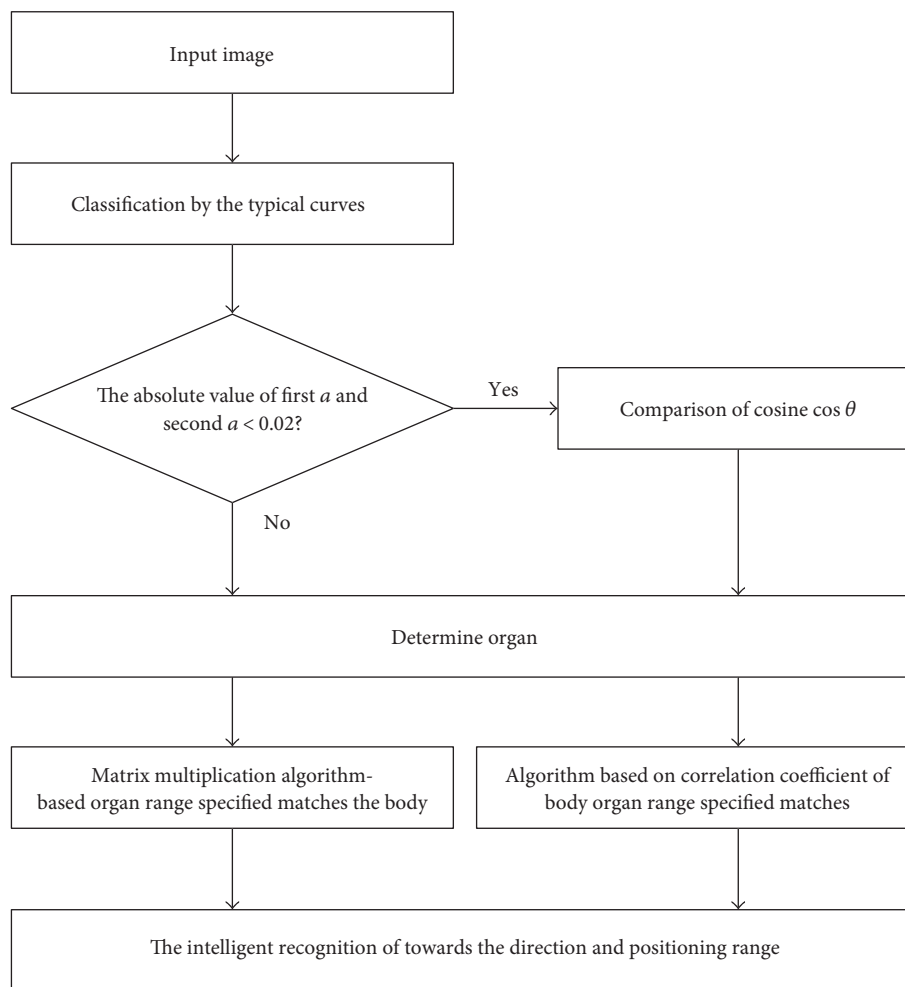 Input image
Classification by the typical curves
The absolute value of first a and
second a < 0.02?
Yes
Comparison of cosine cos θ
No
Determine organ
Matrix multiplication algorithm-
based organ range specified matches the body
Algorithm based on correlation coefficient of
body organ range specified matches
The intelligent recognition of towards the direction and positioning range